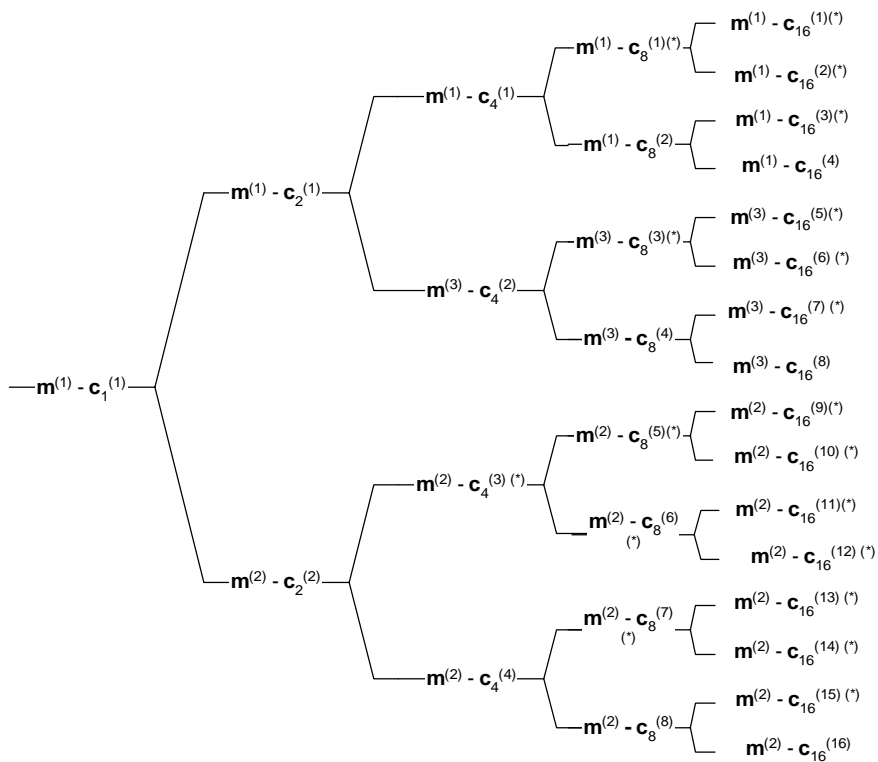 m(1) - c16(1)(*)
m(1) - c8(1)(*)
m(1) - c16(2)(*)
m(1) - c4(1)
m(1) - c16(3)(*)
m(1) - c8(2)
m(1) - c16(4)
m(1) - c2(1)
m(3) - c16(5)(*)
m(3) - c8(3)(*)
m(3) - c16(6) (*)
m(3) - c4(2)
m(3) - c16(7) (*)
m(3) - c8(4)
m(3) - c16(8)
m(1) - c1(1)
m(2) - c16(9)(*)
m(2) - c8(5)(*)
m(2) - c16(10) (*)
m(2) - c4(3) (*)
m(2) - c16(11)(*)
m(2) - c8(6)
(*)
m(2) - c16(12) (*)
m(2) - c2(2)
m(2) - c16(13) (*)
m(2) - c8(7)
(*)
m(2) - c16(14) (*)
m(2) - c4(4)
m(2) - c16(15) (*)
m(2) - c8(8)
m(2) - c16(16)